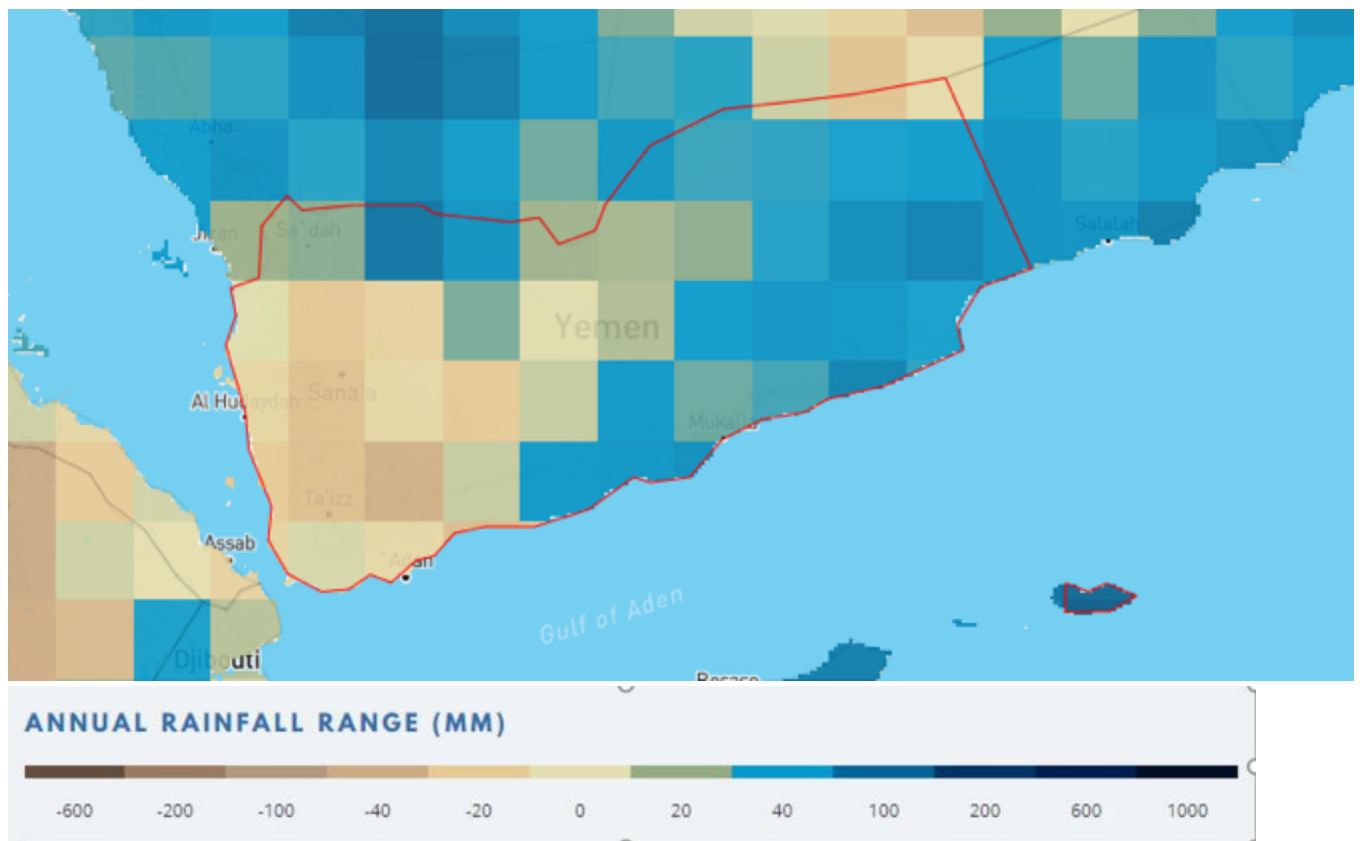 Abha
Jizan
Sa`dah
Salalah
Yemen
Al Hudaydah
Sana'a
Mukalla
Ta'izz
Assab
'Adan
Gulf of Aden
Djibouti
ANNUAL RAINFALL RANGE (MM)
-600 -200 -100 -40 -20 0 20 40 100 200 600 1000